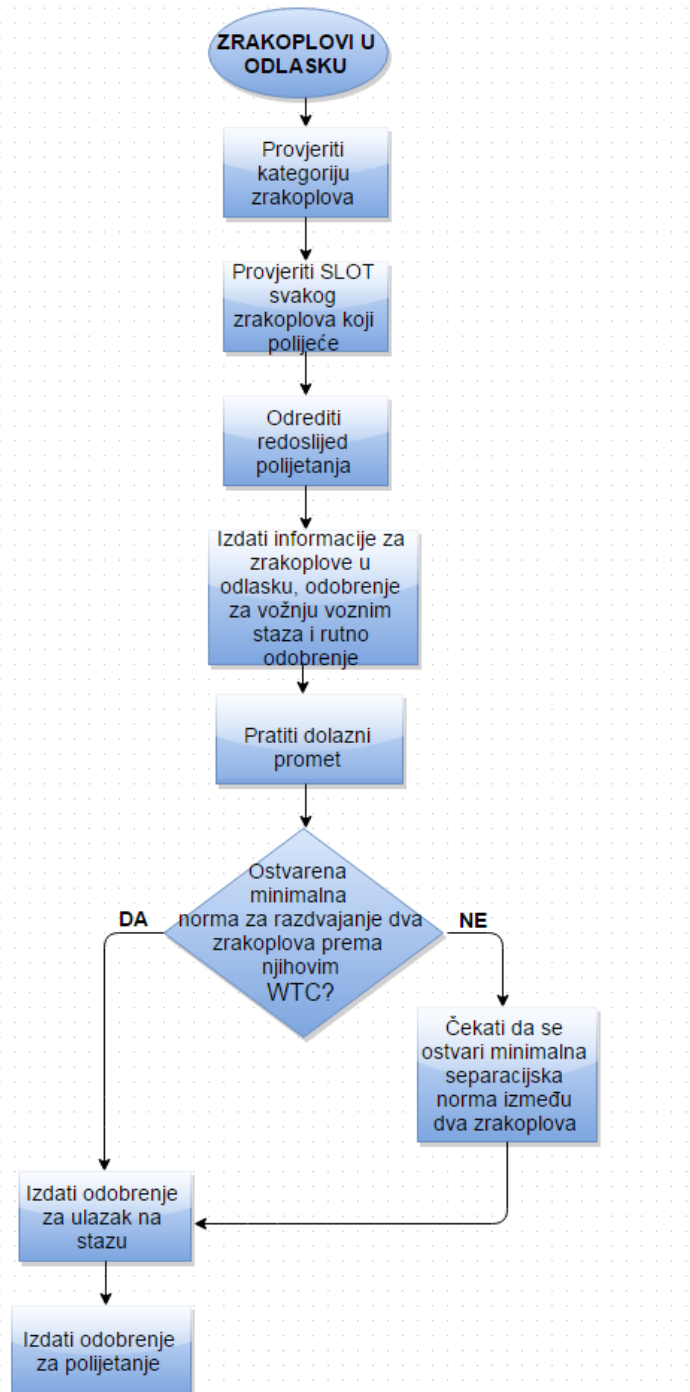 ZRAKOPLOVI U
ODLASKU
Provjeriti
kategoriju
zrakoplova
Provjeriti SLOT
svakog
zrakoplova koji
polijeće
Odrediti
redoslijed
polijetanja
Izdati informacije za
zrakoplove u
odlasku, odobrenje
za vožnju voznim
staza i rutno
odobrenje
Pratiti dolazni
promet
Ostvarena
minimalna
norma za razdvajanje dva
zrakoplova prema
njihovim
WTC?
DA
NE
Čekati da se
ostvari minimalna
separacijska
norma između
dva zrakoplova
Izdati odobrenje
za ulazak na
stazu
Izdati odobrenje
za polijetanje